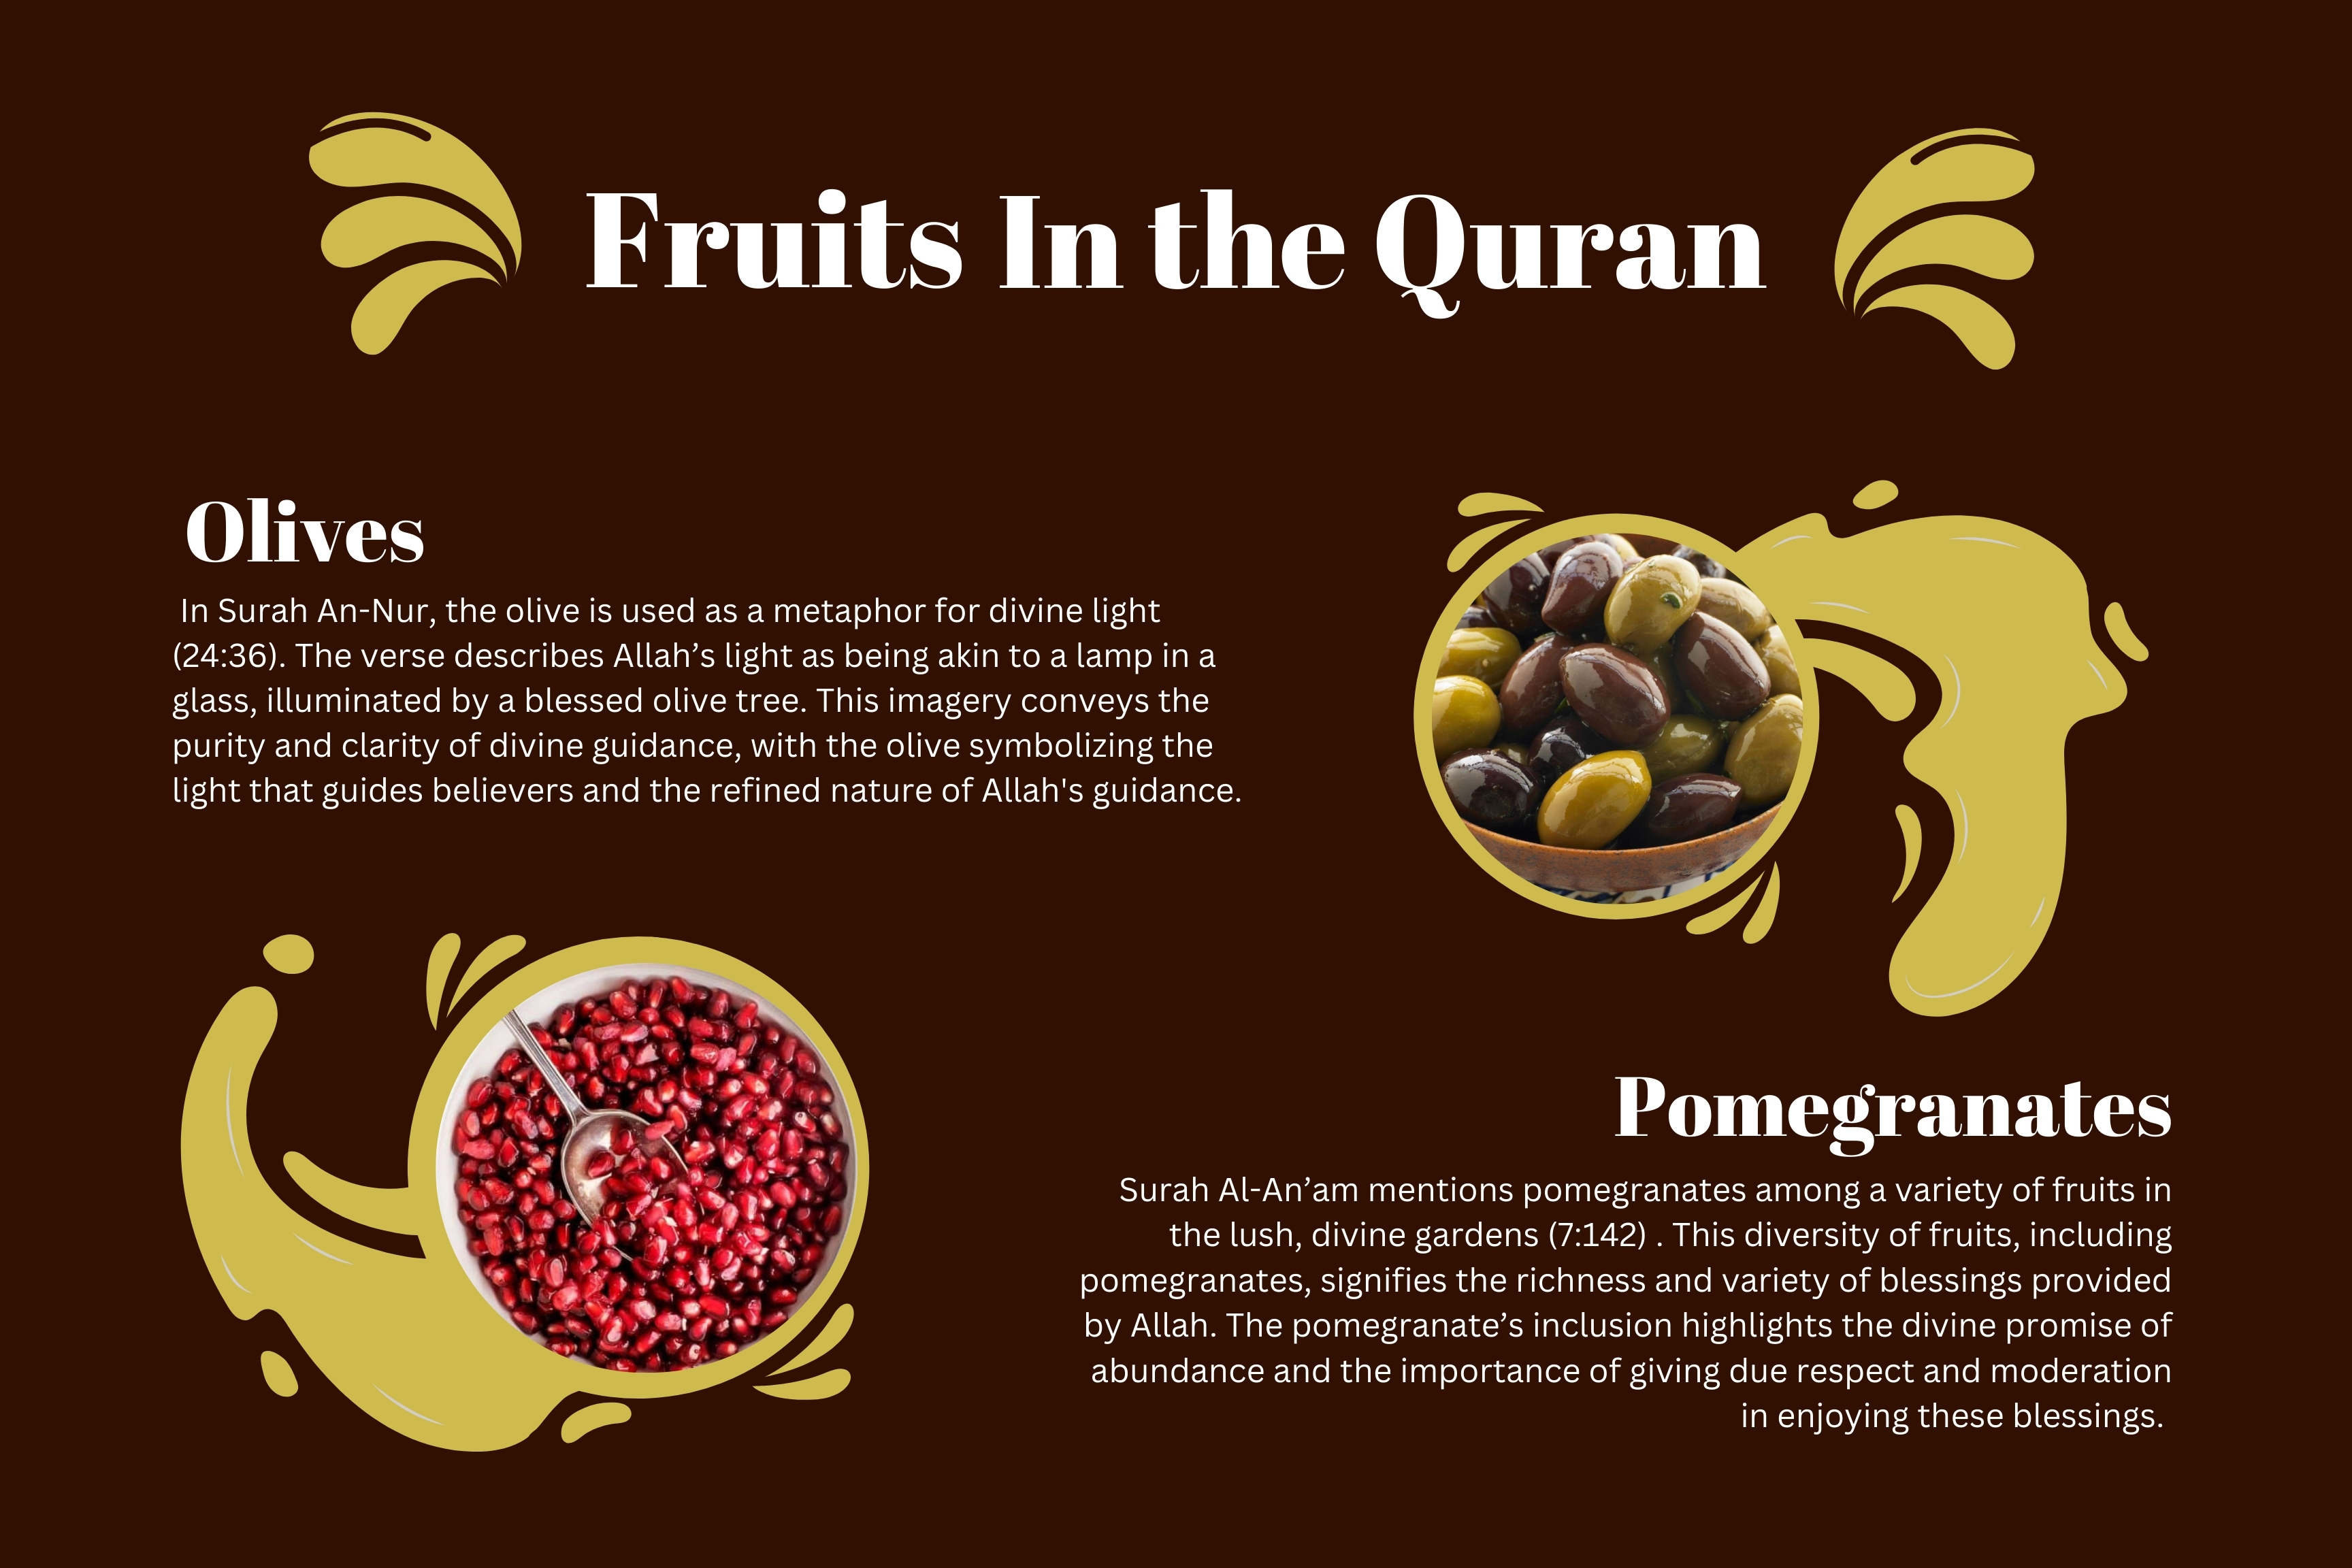 Fruits In the Quran
Olives
In Surah An-Nur, the olive is used as a metaphor for divine light
(24:36). The verse describes Allah’s light as being akin to a lamp in a
glass, illuminated by a blessed olive tree. This imagery conveys the
purity and clarity of divine guidance, with the olive symbolizing the
light that guides believers and the refined nature of Allah's guidance.
Pomegranates
Surah Al-An’am mentions pomegranates among a variety of fruits in
the lush, divine gardens (7:142) . This diversity of fruits, including
pomegranates, signifies the richness and variety of blessings provided
by Allah. The pomegranate’s inclusion highlights the divine promise of
abundance and the importance of giving due respect and moderation
in enjoying these blessings.